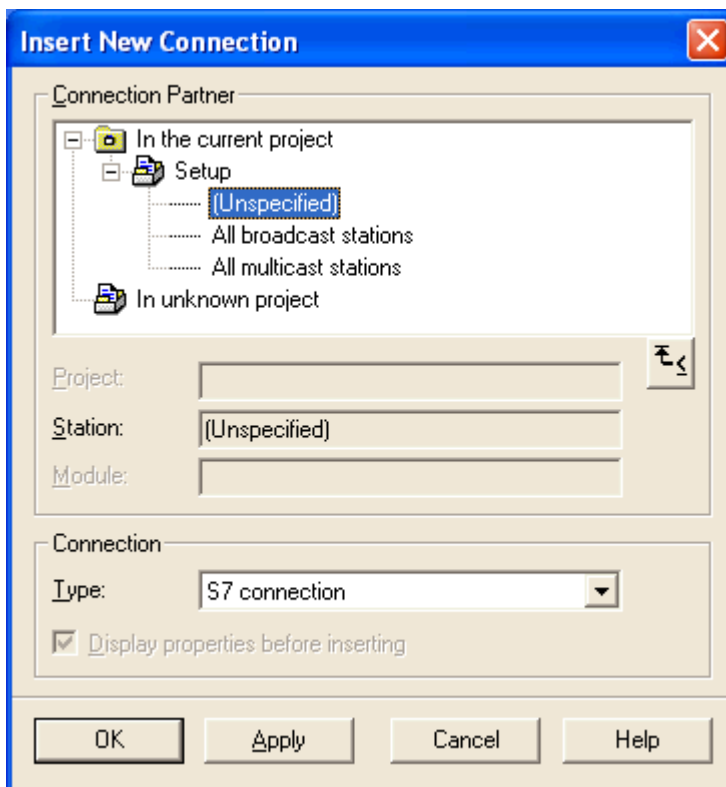 Insert New Connection
Connection Partner
In the current project
Setup
(Unspecified)
All broadcast stations
All multicast stations
In unknown project
Project:
Station: (Unspecified)
Module:
Connection
Type: S7 connection
Display properties before inserting
OK Apply Cancel Help